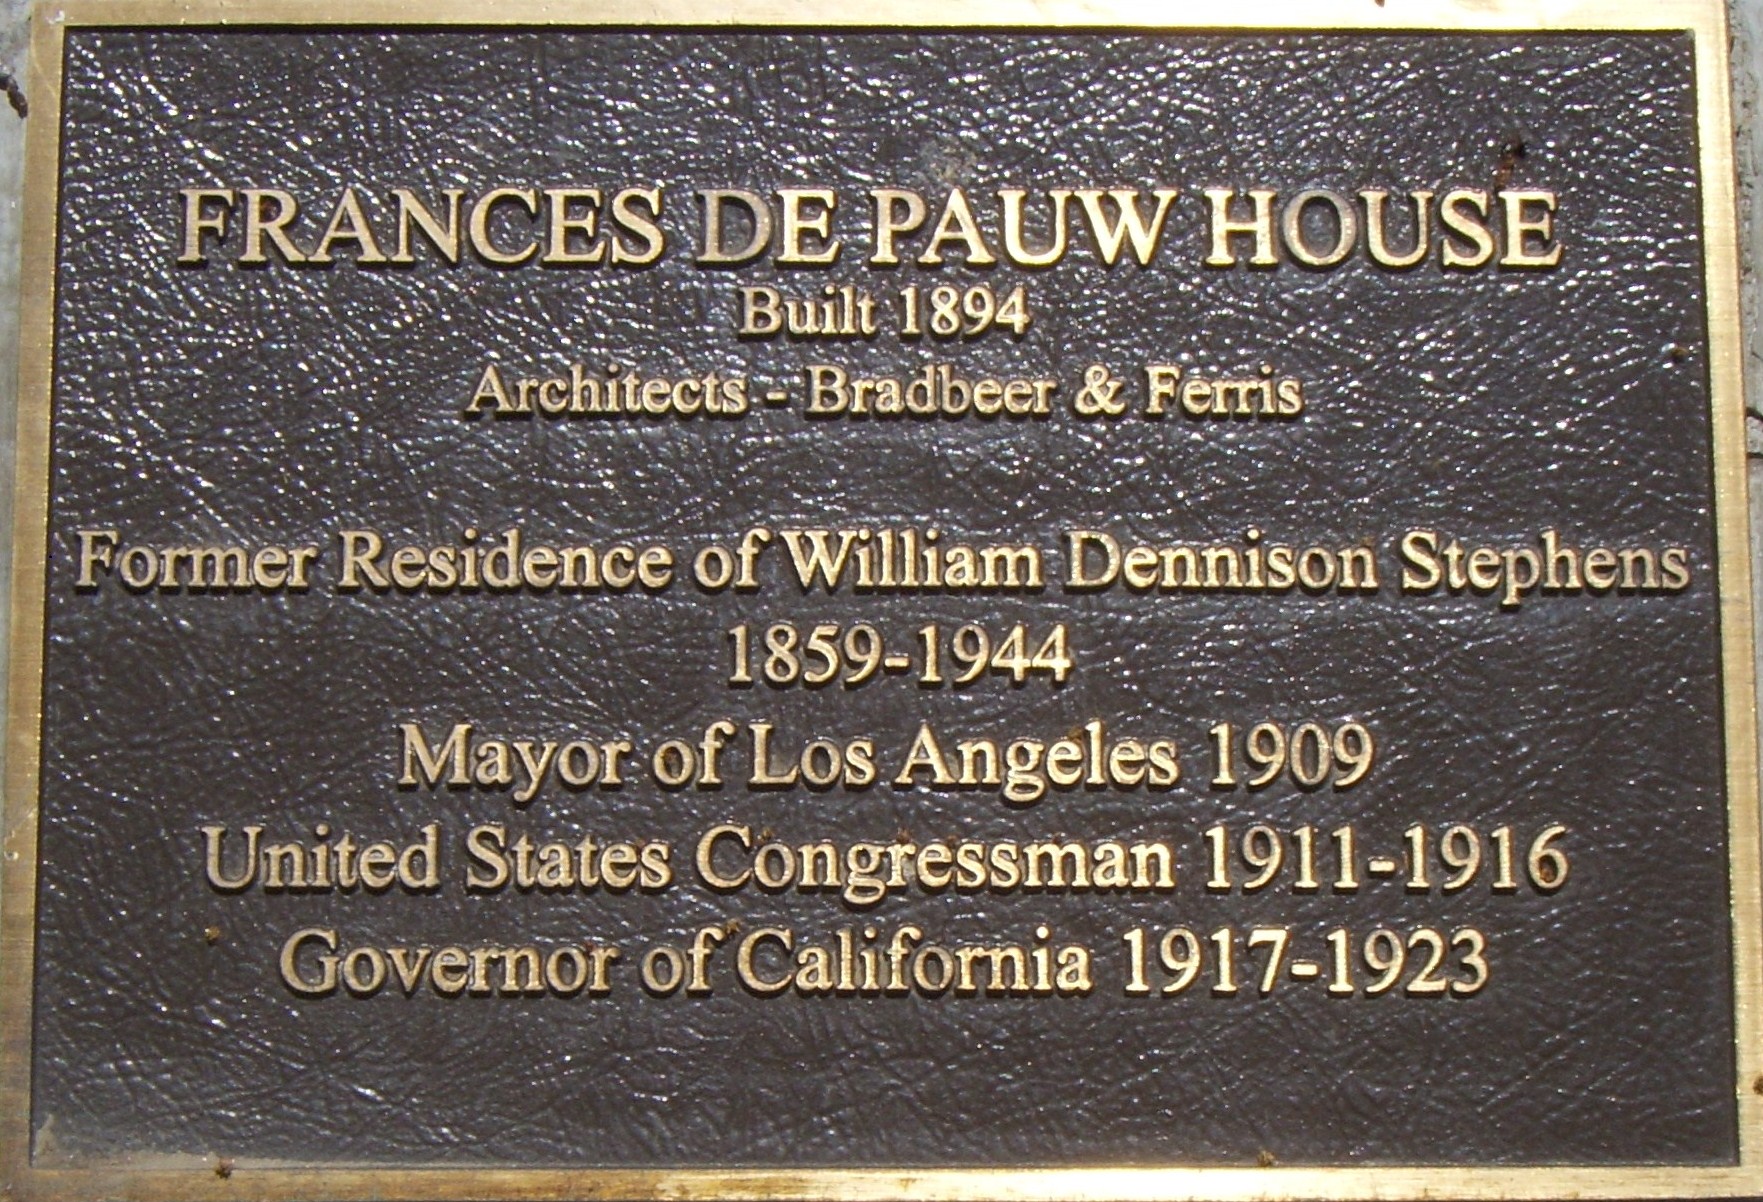 FRANCES DE PAUW HOUSE
Built 1894
Architects - Bradbeer & Ferris
Former Residence of William Dennison Stephens
1859-1944
Mayor of Los Angeles 1909
United States Congressman 1911-1916
Governor of California 1917-1923